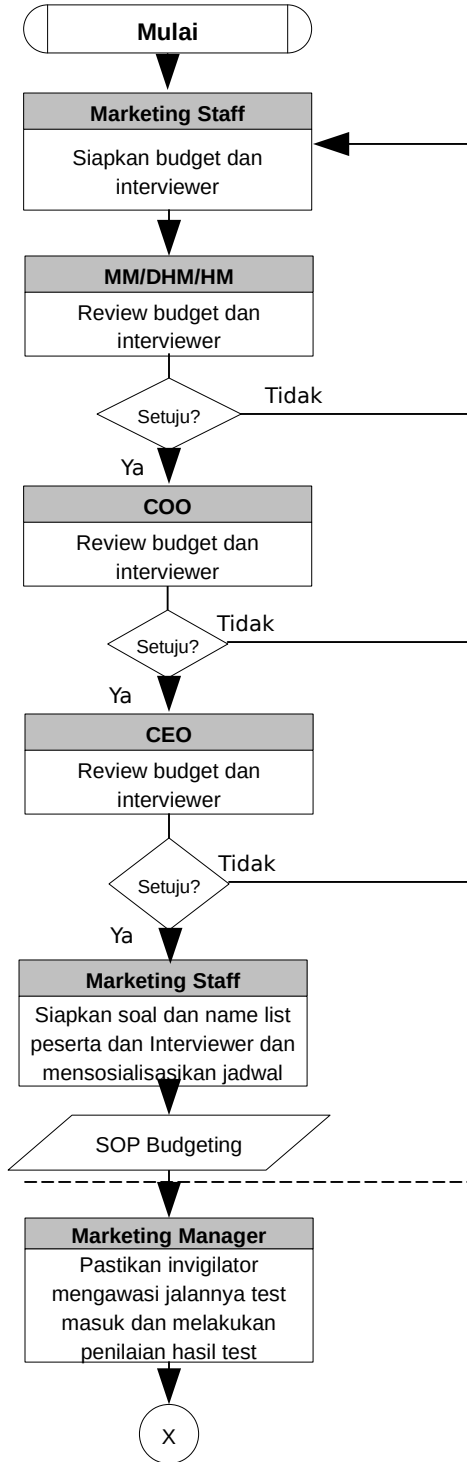 Mulai
Marketing Staff
Siapkan budget dan
interviewer
MM/DHM/HM
Review budget dan
interviewer
Setuju?
Tidak
Ya
COO
Review budget dan
interviewer
Setuju?
Tidak
Ya
CEO
Review budget dan
interviewer
Setuju?
Tidak
Ya
Marketing Staff
Siapkan soal dan name list
peserta dan Interviewer dan
mensosialisasikan jadwal
SOP Budgeting
Marketing Manager
Pastikan invigilator
mengawasi jalannya test
masuk dan melakukan
penilaian hasil test
X